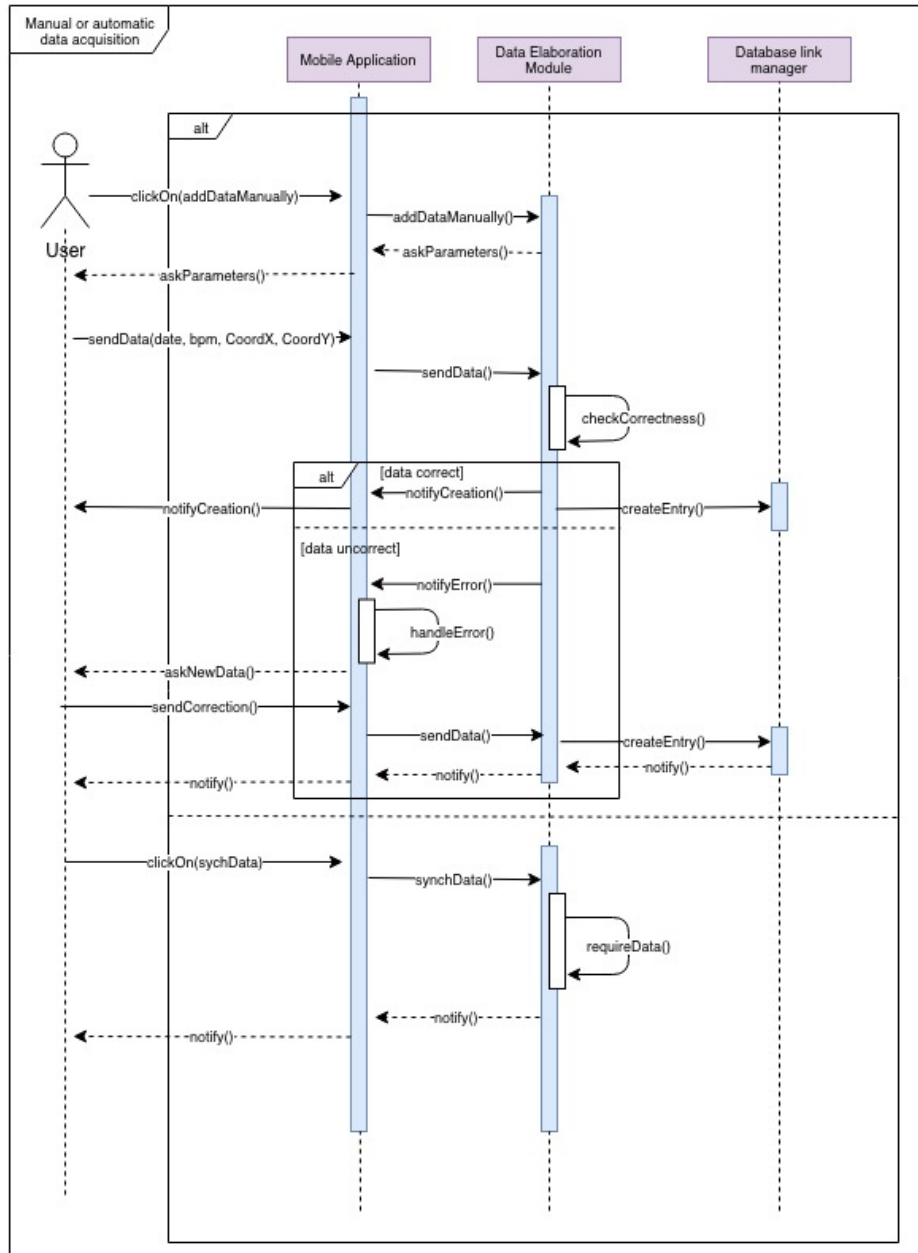 Manual or automatic
data acquisition
Mobile Application
Data Elaboration
Module
Database link
manager
alt
clickOn(addDataManually)
User
addDataManually()
askParameters()
askParameters()
sendData(date, bpm, CoordX, CoordY)
sendData()
checkCorrectness()
alt
[data correct]
notifyCreation()
notifyCreation()
createEntry()
[data uncorrect]
notifyError()
handleError()
askNewData()
sendCorrection()
sendData()
createEntry()
notify()
notify()
notify()
clickOn(sychData)
synchData()
requireData()
notify()
notify()